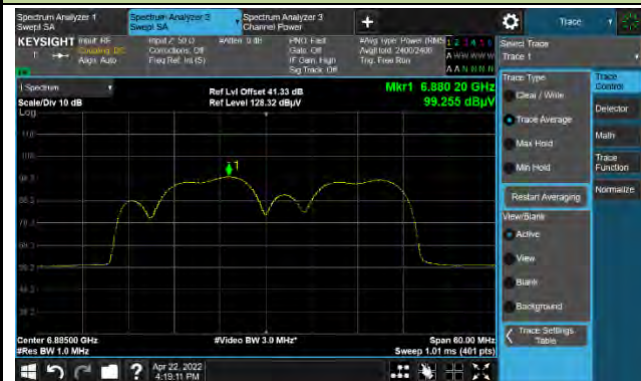 Spectrum Analyzer 1
Swept SA
Spectrum Analyzer 2
Swept SA
Spectrum Analyzer 3
Channel Power
+
Trace
KEYSIGHT
Input: RF
Coupling: DC
Align: Auto
Input Z: 50 Ω
Corrections: Off
Freq Ref: Int (S)
#Atten: 0 dB
PNO: Fast
Gate: Off
IF Gain: High
Sig Track: Off
#Avg Type: Power (RMS)
Avg|Hold: 2400/2400
Trig: Free Run
1 2 3 4 5 6
A W W W W W
A A N N N N
Select Trace
Trace 1
1 Spectrum
Scale/Div 10 dB
Log
Ref Lvl Offset 41.33 dB
Ref Level 128.32 dBµV
Mkr1 6.880 20 GHz
99.255 dBµV
1
Trace Type
Clear / Write
Trace Average
Max Hold
Min Hold
Restart Averaging
View/Blank
Active
View
Blank
Background
Trace Settings
Table
Trace
Control
Detector
Math
Trace
Function
Normalize
Center 6.88500 GHz
#Res BW 1.0 MHz
#Video BW 3.0 MHz*
Span 60.00 MHz
Sweep 1.01 ms (401 pts)
?
Apr 22, 2022
4:19:11 PM